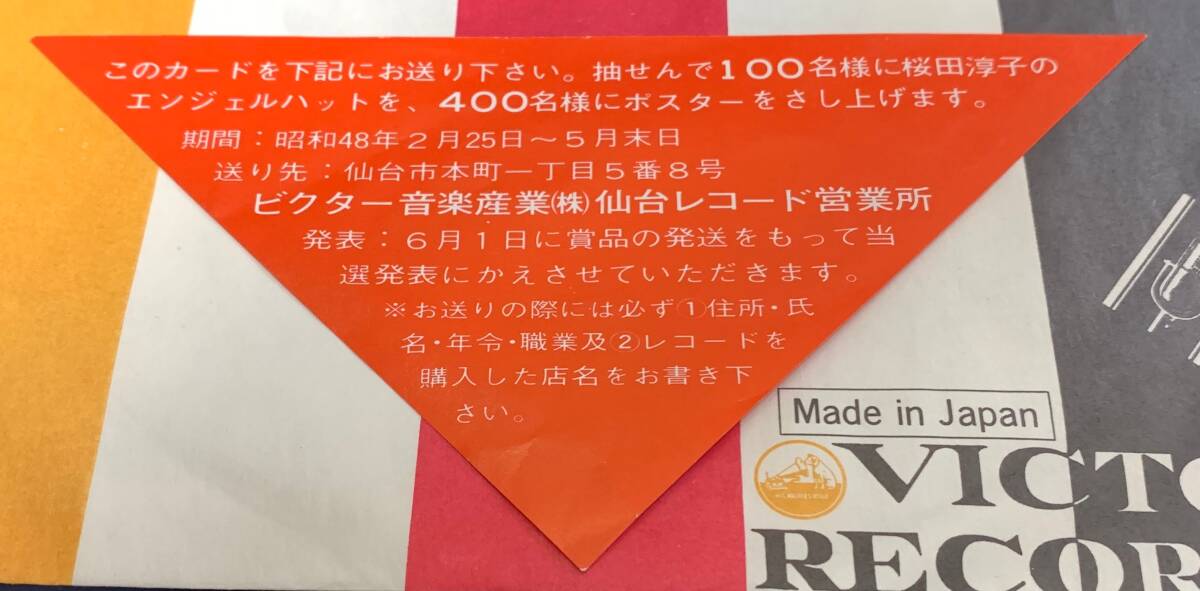 このカードを下記にお送り下さい。抽せんで100名様に桜田淳子の
エンジェルハットを、400名様にポスターをさし上げます。
期間：昭和48年2月25日〜5月末日
送り先：仙台市本町一丁目5番8号
ビクター音楽産業㈱仙台レコード営業所
発表：6月1日に賞品の発送をもって当
選発表にかえさせていただきます。
※お送りの際には必ず①住所・氏
名・年令・職業及②レコードを
購入した店名をお書き下
さい。
Made in Japan
VICTO
RECOR